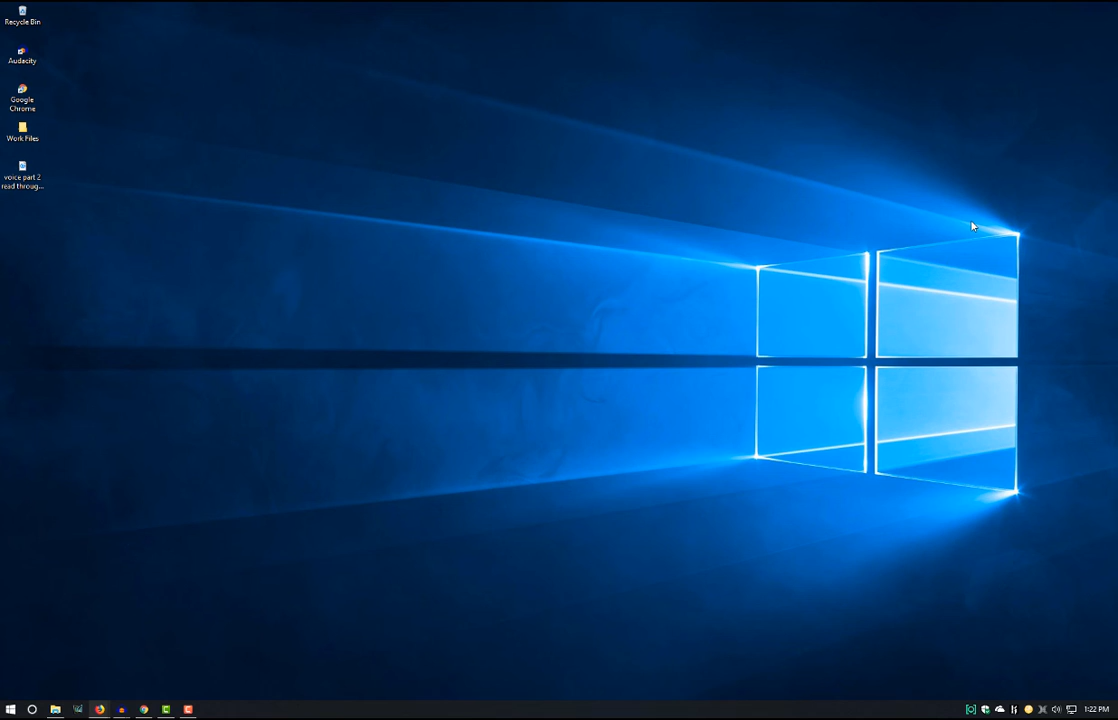 Recycle Bin
Audacity
Google
Chrome
Work Files
voice part 2
read throug...
1:22 PM